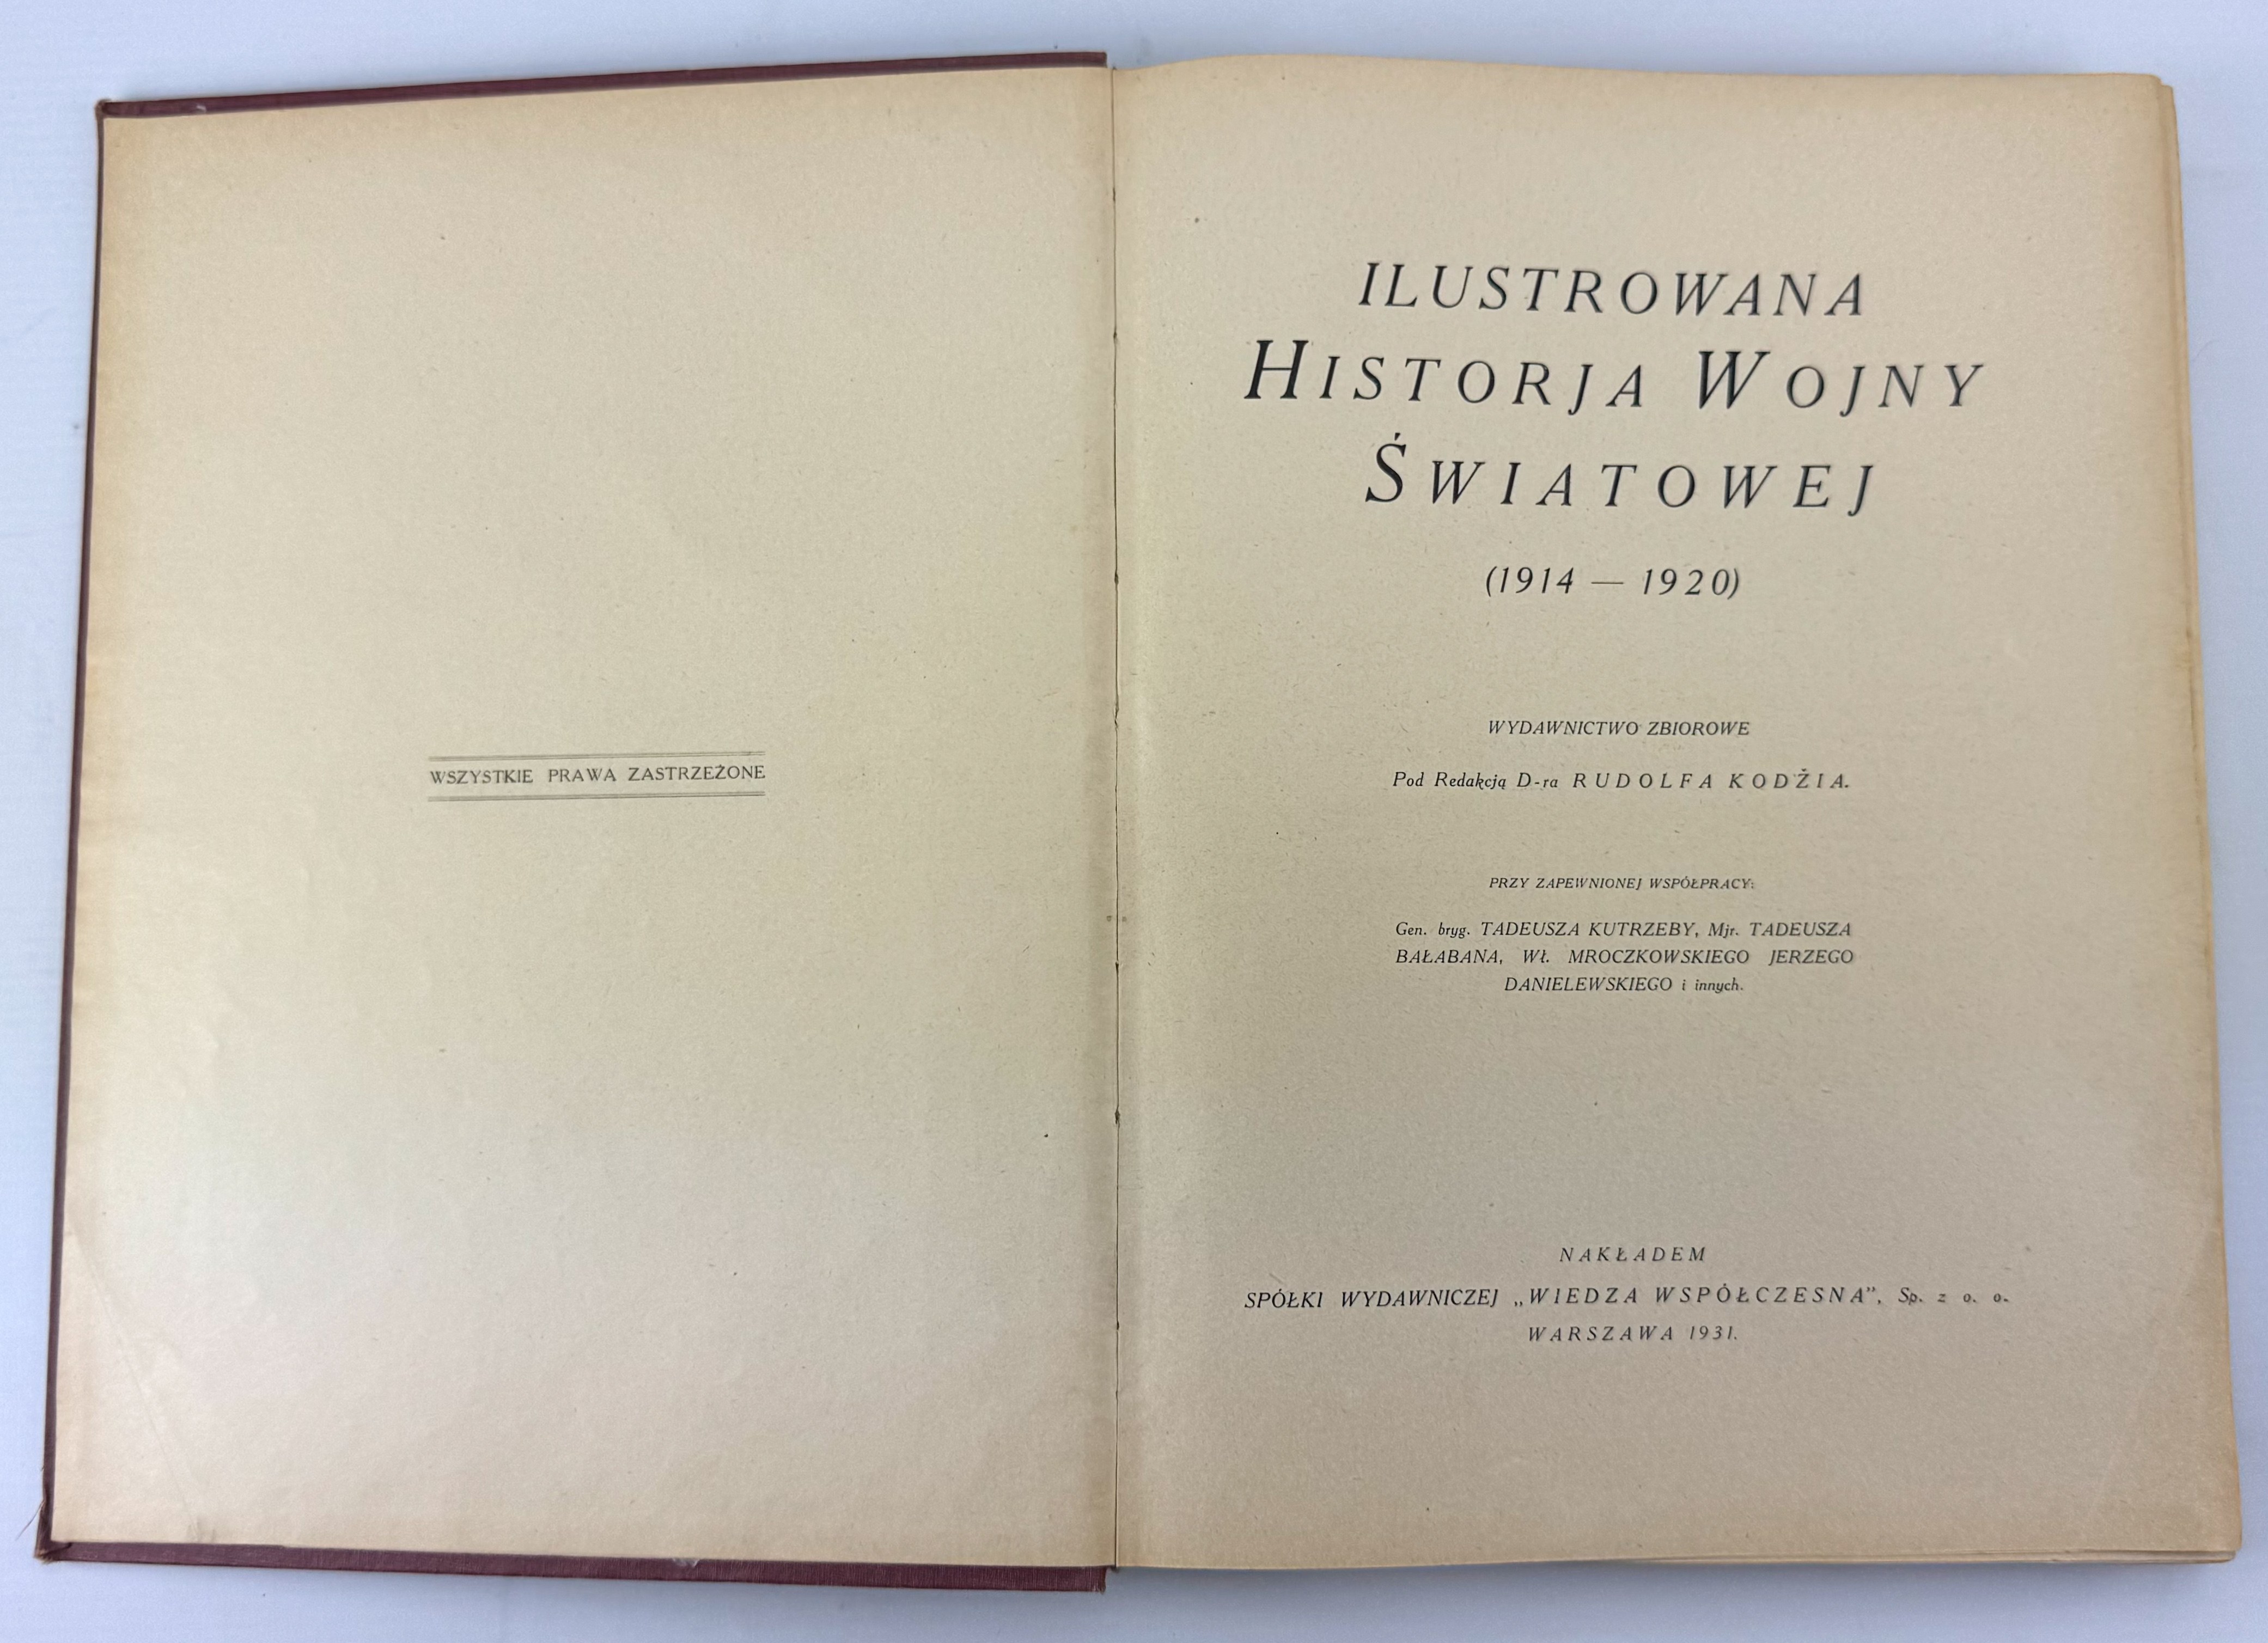 WSZYSTKIE PRAWA ZASTRZEŻONE
ILUSTROWANA
HISTORJA WOJNY
ŚWIATOWEJ
(1914 — 1920)
WYDAWNICTWO ZBIOROWE
Pod Redakcją D-ra RUDOLFA KODŻIA.
PRZY ZAPEWNIONEJ WSPÓŁPRACY:
Gen. bryg. TADEUSZA KUTRZEBY, Mjr. TADEUSZA
BAŁABANA, Wł. MROCZKOWSKIEGO JERZEGO
DANIELEWSKIEGO i innych.
NAKŁADEM
SPÓŁKI WYDAWNICZEJ „WIEDZA WSPÓŁCZESNA”, Sp. z o. o.
WARSZAWA 1931.